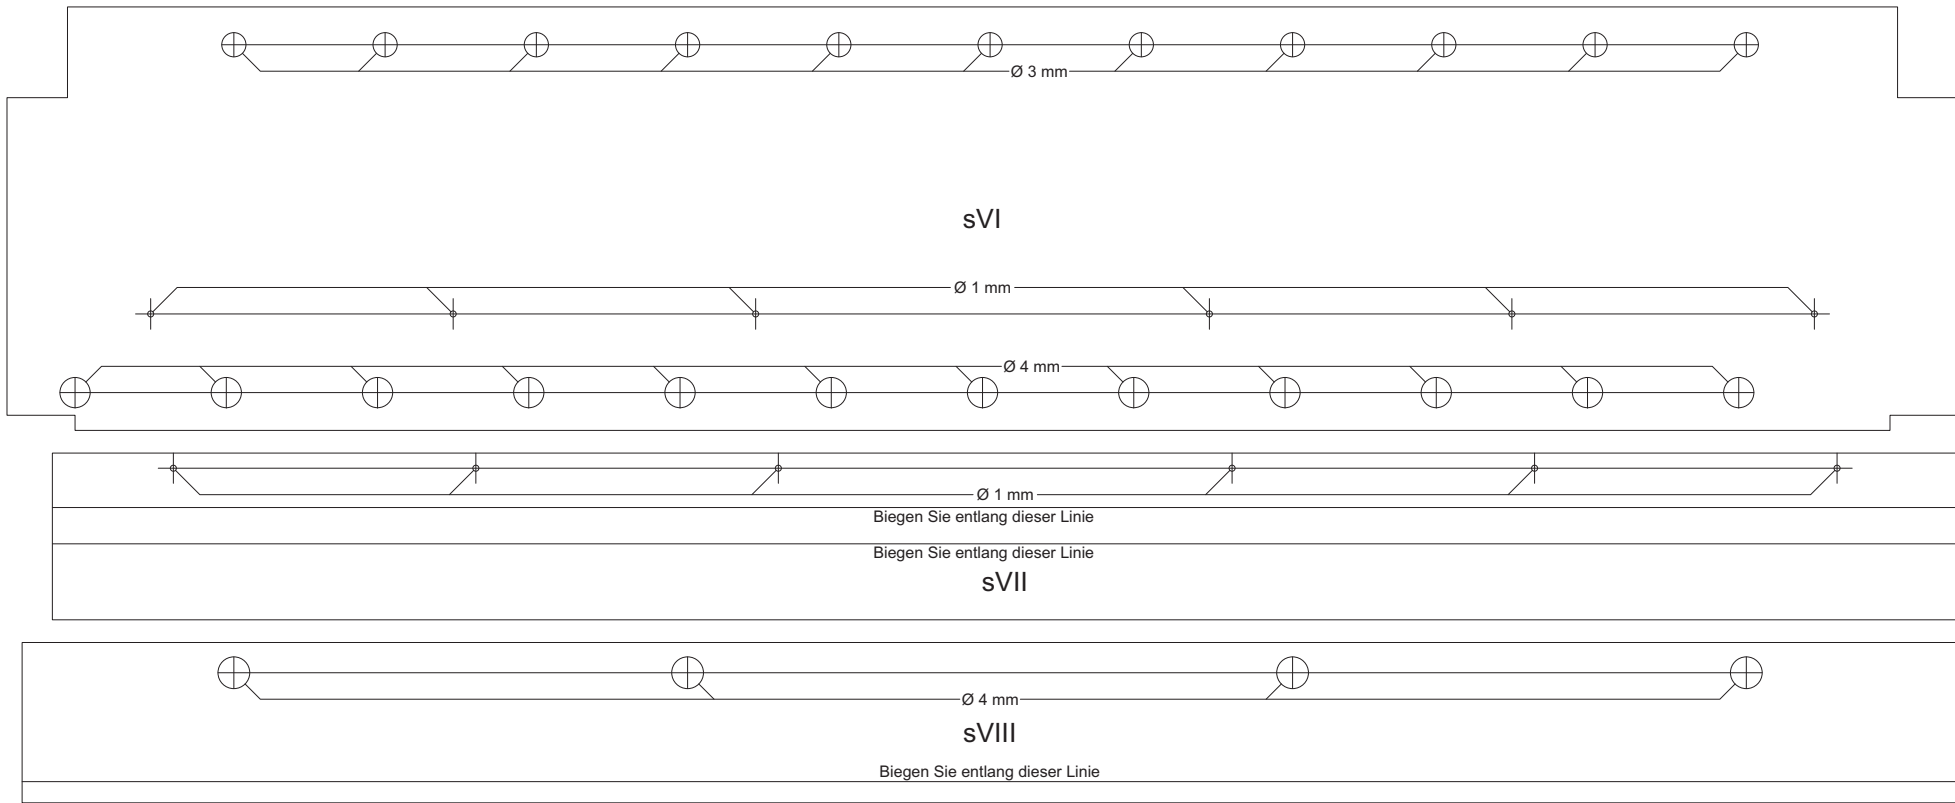 Ø 3 mm
sVI
Ø 1 mm
Ø 4 mm
Ø 1 mm
Biegen Sie entlang dieser Linie
Biegen Sie entlang dieser Linie
sVII
Ø 4 mm
sVIII
Biegen Sie entlang dieser Linie